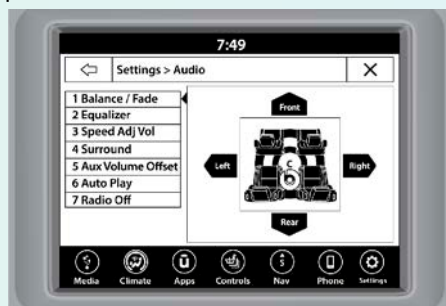 7:49
Settings > Audio
X
1 Balance / Fade
2 Equalizer
3 Speed Adj Vol
4 Surround
5 Aux Volume Offset
6 Auto Play
7 Radio Off
Front
Left
C
Right
Rear
Media Climate Apps Controls Nav Phone Settings